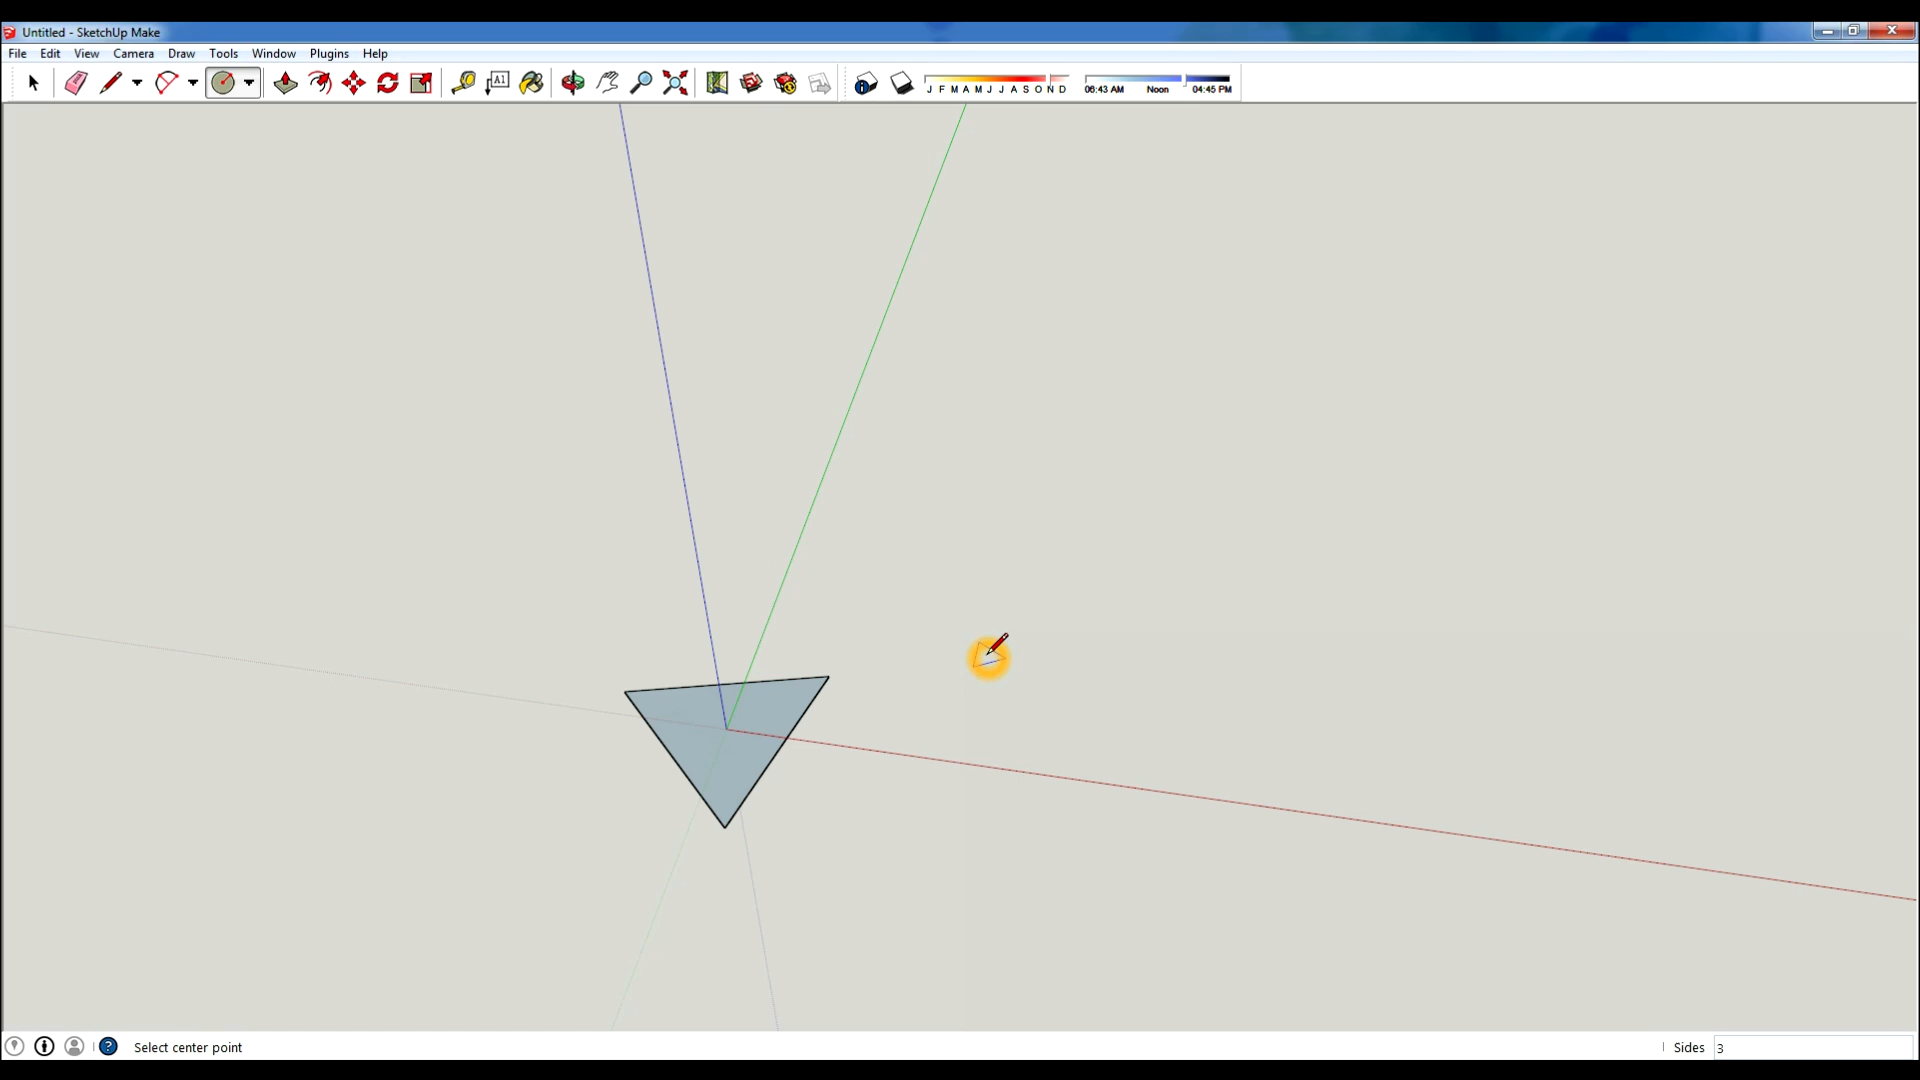 Untitled - SketchUp Make
File Edit View Camera Draw Tools Window Plugins Help
A1
J F M A M J J A S O N D 06:43 AM Noon 04:45 PM
Select center point Sides 3